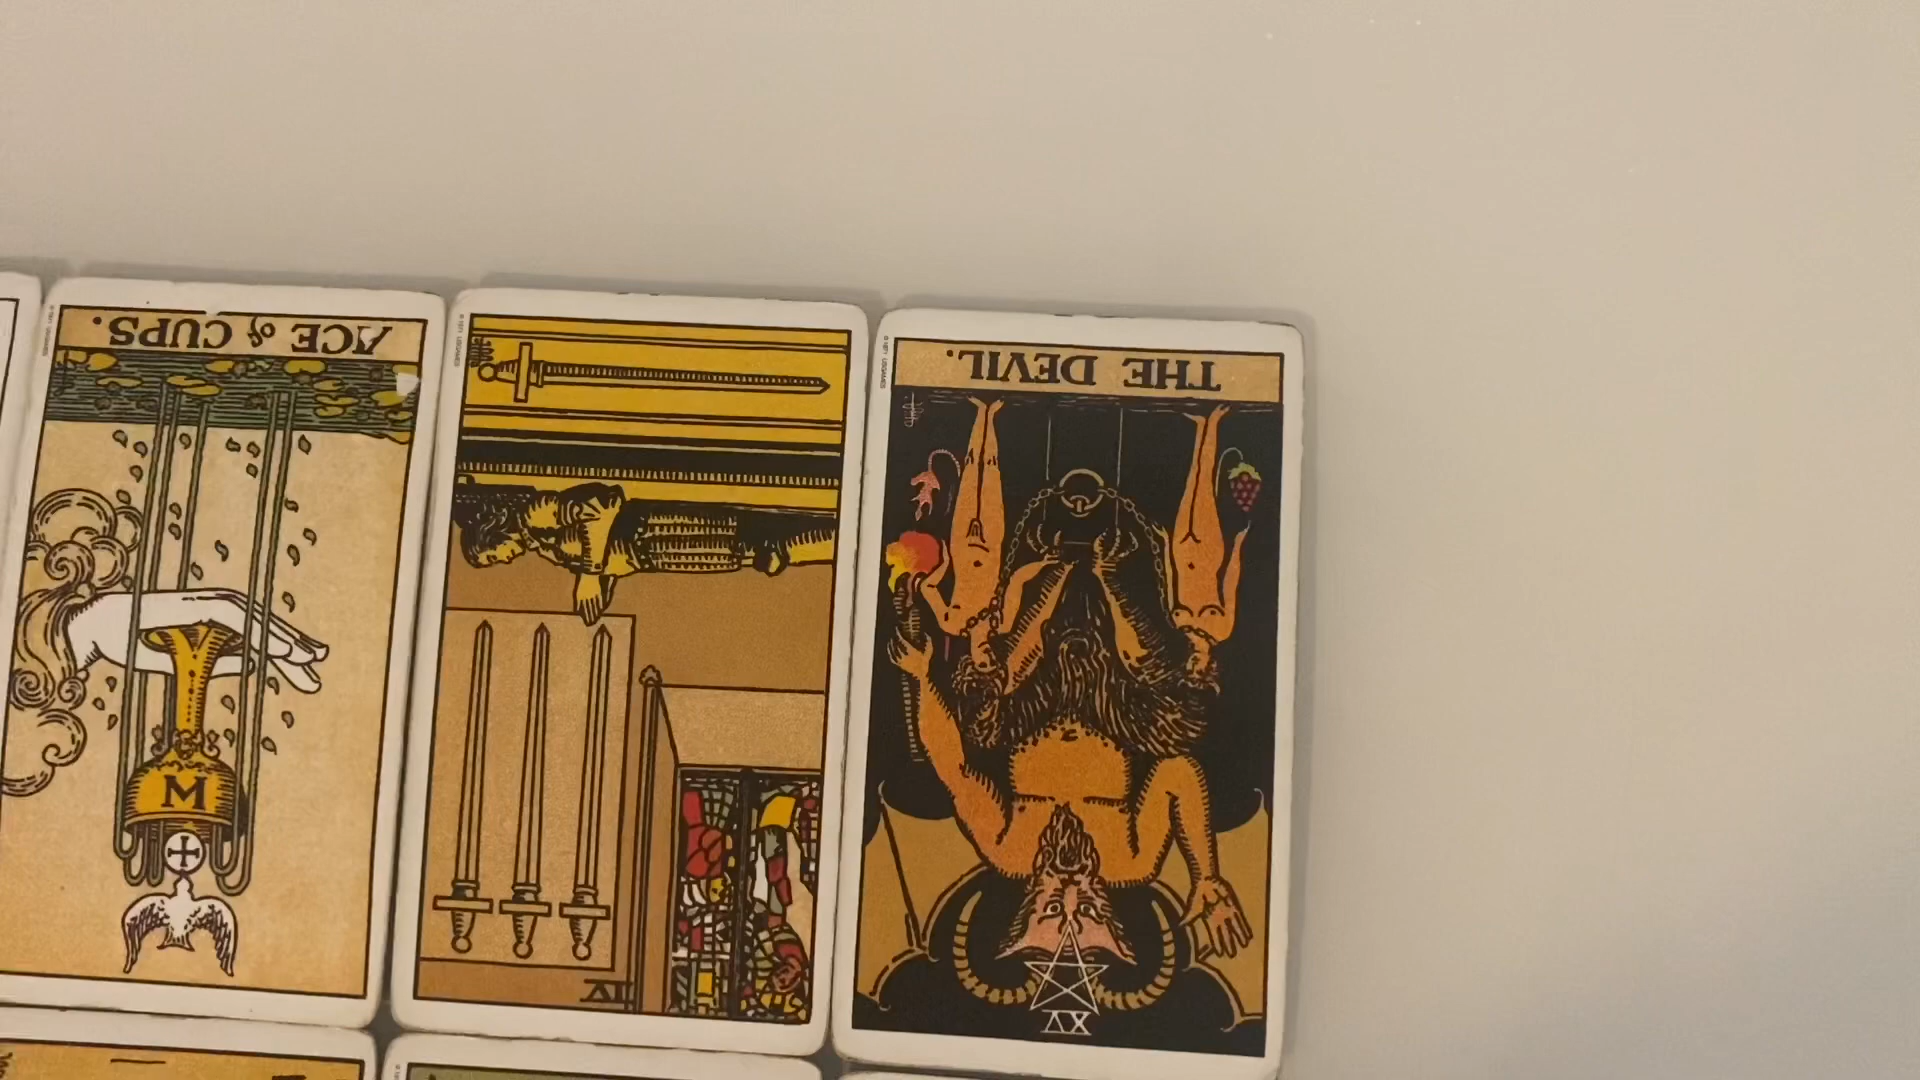 ACE of CUPS.
THE DEVIL.
M
IV
XV